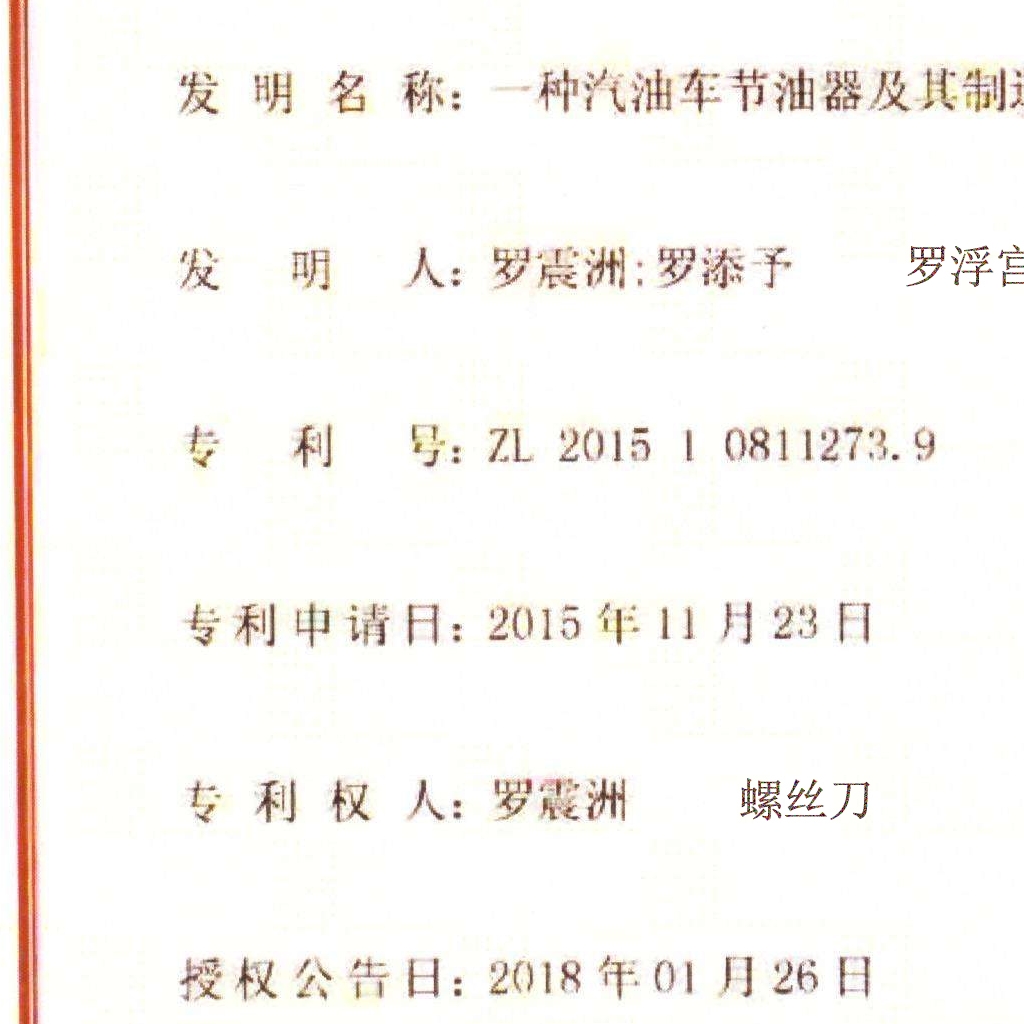 发明名称：一种汽油车节油器及其制
发明人：罗震洲;罗添予 罗浮宫
专利号：ZL 2015 1 0811273.9
专利申请日：2015年11月23日
专利权人：罗震洲 螺丝刀
授权公告日：2018年01月26日